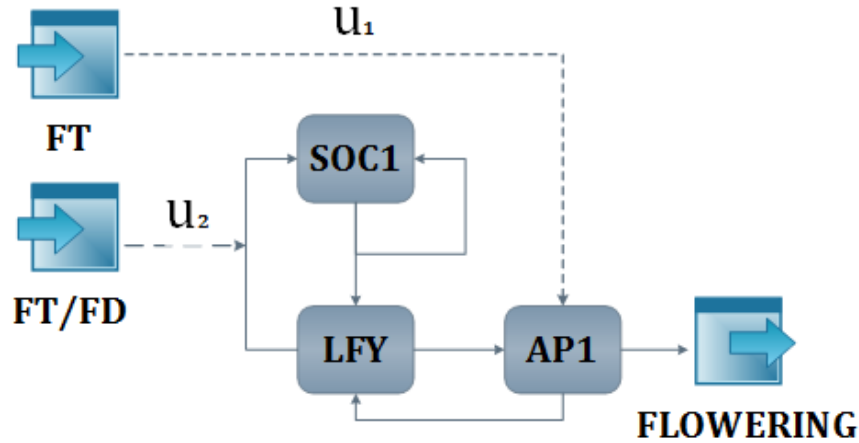 u₁
FT
SOC1
u₂
FT/FD
LFY
AP1
FLOWERING